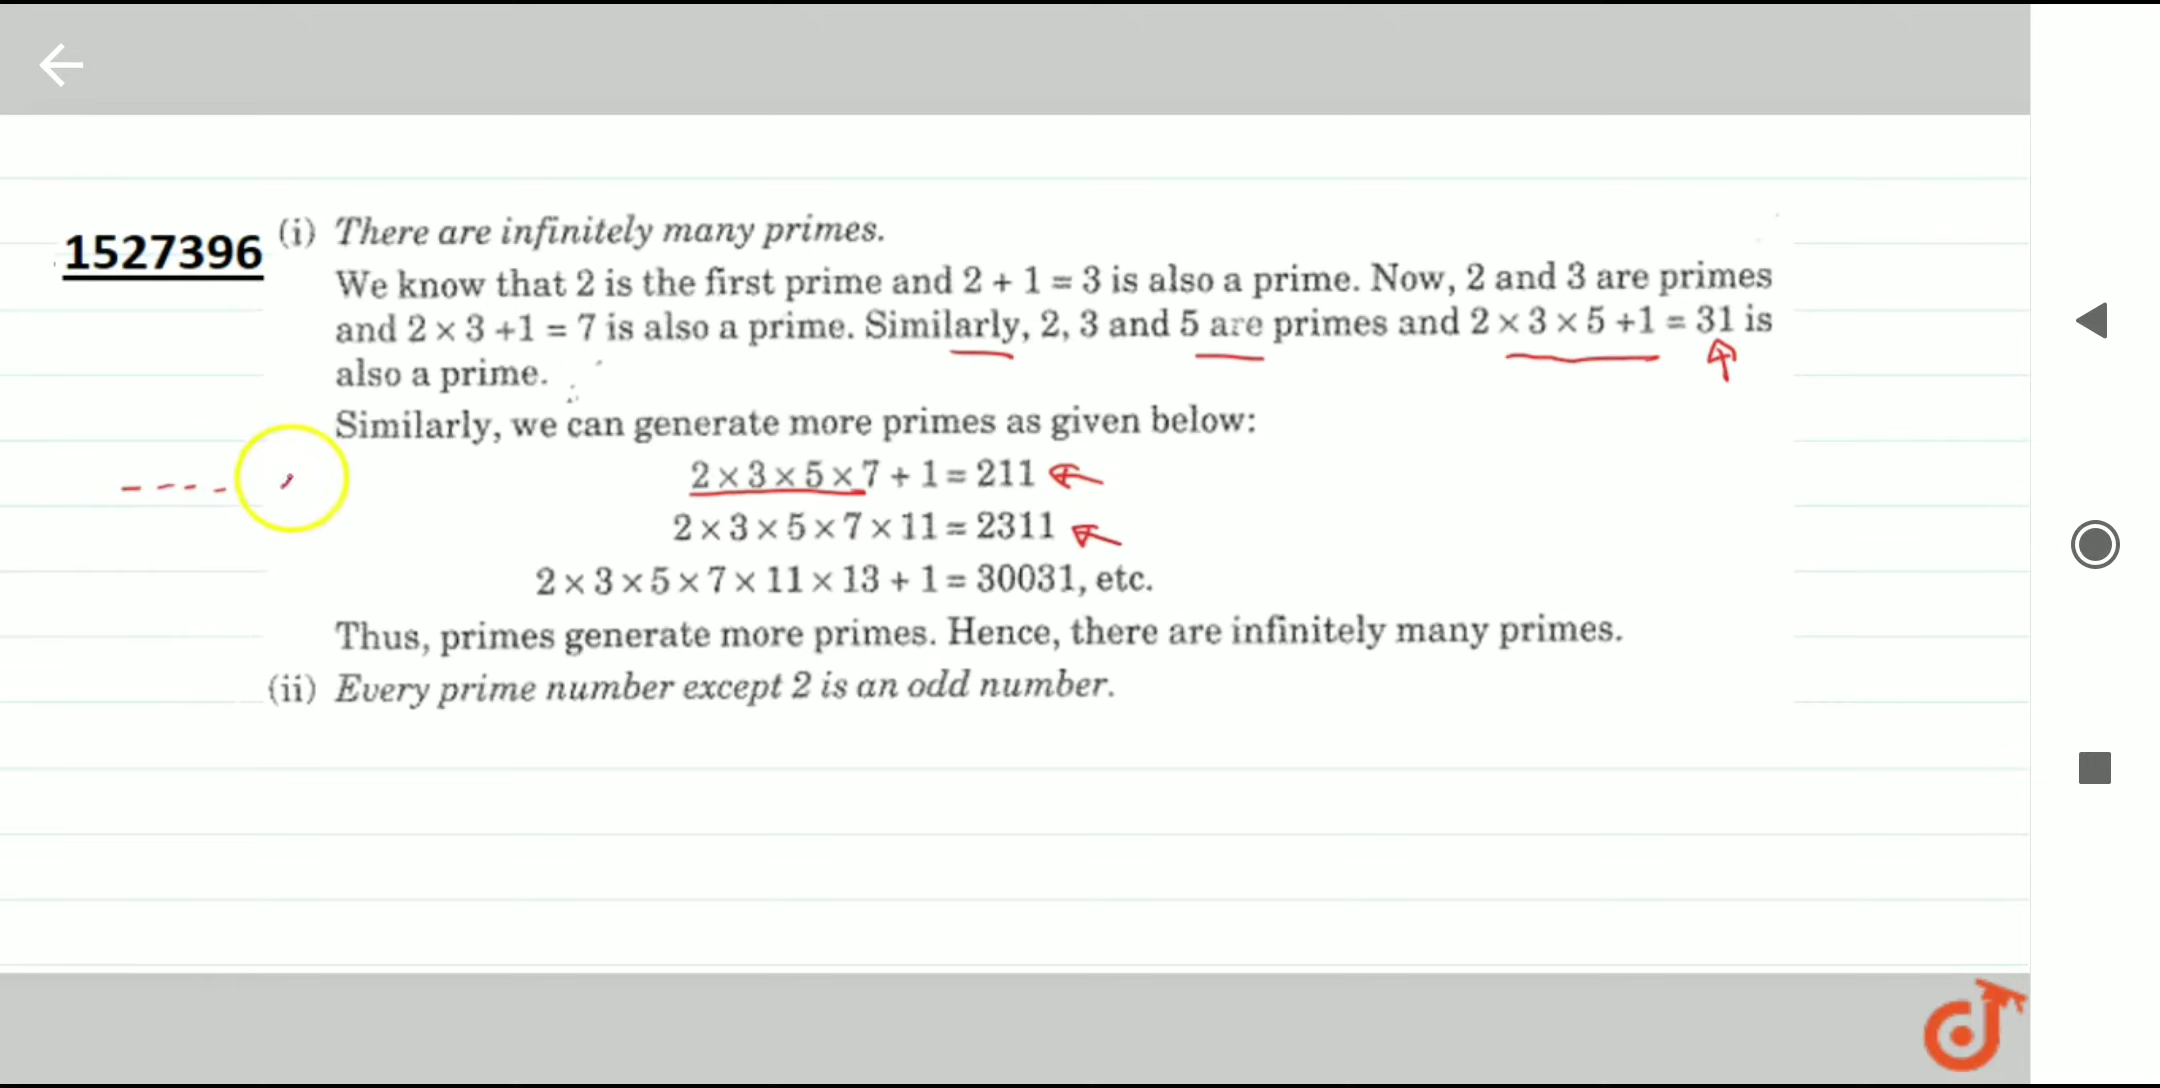 1527396
(i) There are infinitely many primes.
We know that 2 is the first prime and 2 + 1 = 3 is also a prime. Now, 2 and 3 are primes
and 2 × 3 +1 = 7 is also a prime. Similarly, 2, 3 and 5 are primes and 2 × 3 × 5 +1 = 31 is
also a prime.
Similarly, we can generate more primes as given below:
2 × 3 × 5 × 7 + 1 = 211
2 × 3 × 5 × 7 × 11 = 2311
2 × 3 × 5 × 7 × 11 × 13 + 1 = 30031, etc.
Thus, primes generate more primes. Hence, there are infinitely many primes.
(ii) Every prime number except 2 is an odd number.